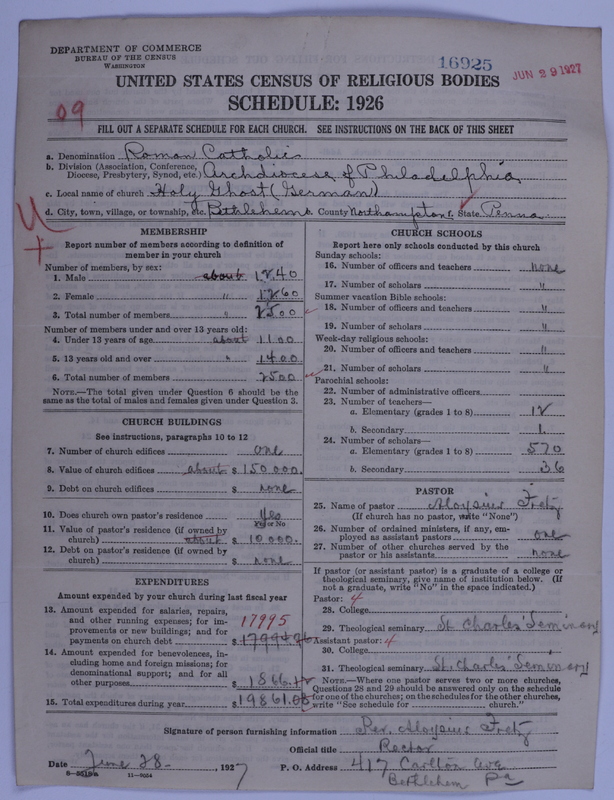 DEPARTMENT OF COMMERCE
BUREAU OF THE CENSUS
WASHINGTON
16925
JUN 29 1927
UNITED STATES CENSUS OF RELIGIOUS BODIES
SCHEDULE: 1926
09
FILL OUT A SEPARATE SCHEDULE FOR EACH CHURCH. SEE INSTRUCTIONS ON THE BACK OF THIS SHEET
a. Denomination Roman Catholic
b. Division (Association, Conference, Diocese, Presbytery, Synod, etc.) Archdiocese of Philadelphia
c. Local name of church Holy Ghost (German)
d. City, town, village, or township, etc. Bethlehem County Northampton State Penna
MEMBERSHIP
Report number of members according to definition of
member in your church
Number of members, by sex:
1. Male about 1240
2. Female " 1260
3. Total number of members " 2500
Number of members under and over 13 years old:
4. Under 13 years of age about 1100
5. 13 years old and over " 1400
6. Total number of members 2500
NOTE.—The total given under Question 6 should be
same as the total of males and females given under Question 3.
CHURCH BUILDINGS
See instructions, paragraphs 10 to 12
7. Number of church edifices one
8. Value of church edifices about $150,000.
9. Debt on church edifices $ none
10. Does church own pastor's residence Yes
Yes or No
11. Value of pastor's residence (if owned by
church) about $10,000.
12. Debt on pastor's residence (if owned by
church) $ none
EXPENDITURES
Amount expended by your church during last fiscal year
13. Amount expended for salaries, repairs,
and other running expenses; for im-
provements or new buildings; and for
payments on church debt 17995 $
14. Amount expended for benevolences, in-
cluding home and foreign missions; for
denominational support; and for all
other purposes $ 1866.12
15. Total expenditures during year $ 19861.08
CHURCH SCHOOLS
Report here only schools conducted by this church
Sunday schools:
16. Number of officers and teachers none
17. Number of scholars "
Summer vacation Bible schools:
18. Number of officers and teachers "
19. Number of scholars "
Week-day religious schools:
20. Number of officers and teachers "
21. Number of scholars "
Parochial schools:
22. Number of administrative officers
23. Number of teachers—
a. Elementary (grades 1 to 8) 12
b. Secondary 1
24. Number of scholars—
a. Elementary (grades 1 to 8) 570
b. Secondary 36
PASTOR
25. Name of pastor Aloysius Fretz
(If church has no pastor, write "None")
26. Number of ordained ministers, if any, em-
ployed as assistant pastors one
27. Number of other churches served by the
pastor or his assistants none
If pastor (or assistant pastor) is a graduate of a college or
theological seminary, give name of institution below. (If
not a graduate, write "No" in the space indicated.)
Pastor: 4
28. College
29. Theological seminary St Charles' Seminary
Assistant pastor: 4
30. College
31. Theological seminary St. Charles' Seminary
NOTE.—Where one pastor serves two or more churches,
Questions 28 and 29 should be answered only on the schedule
for one of the churches; on the schedules for the other churches,
write "See schedule for church."
Signature of person furnishing information Rev. Aloysius Fretz
Official title Rector
Date June 28, 1927 P. O. Address 417 Carlton Ave
Bethlehem Pa
11—9054